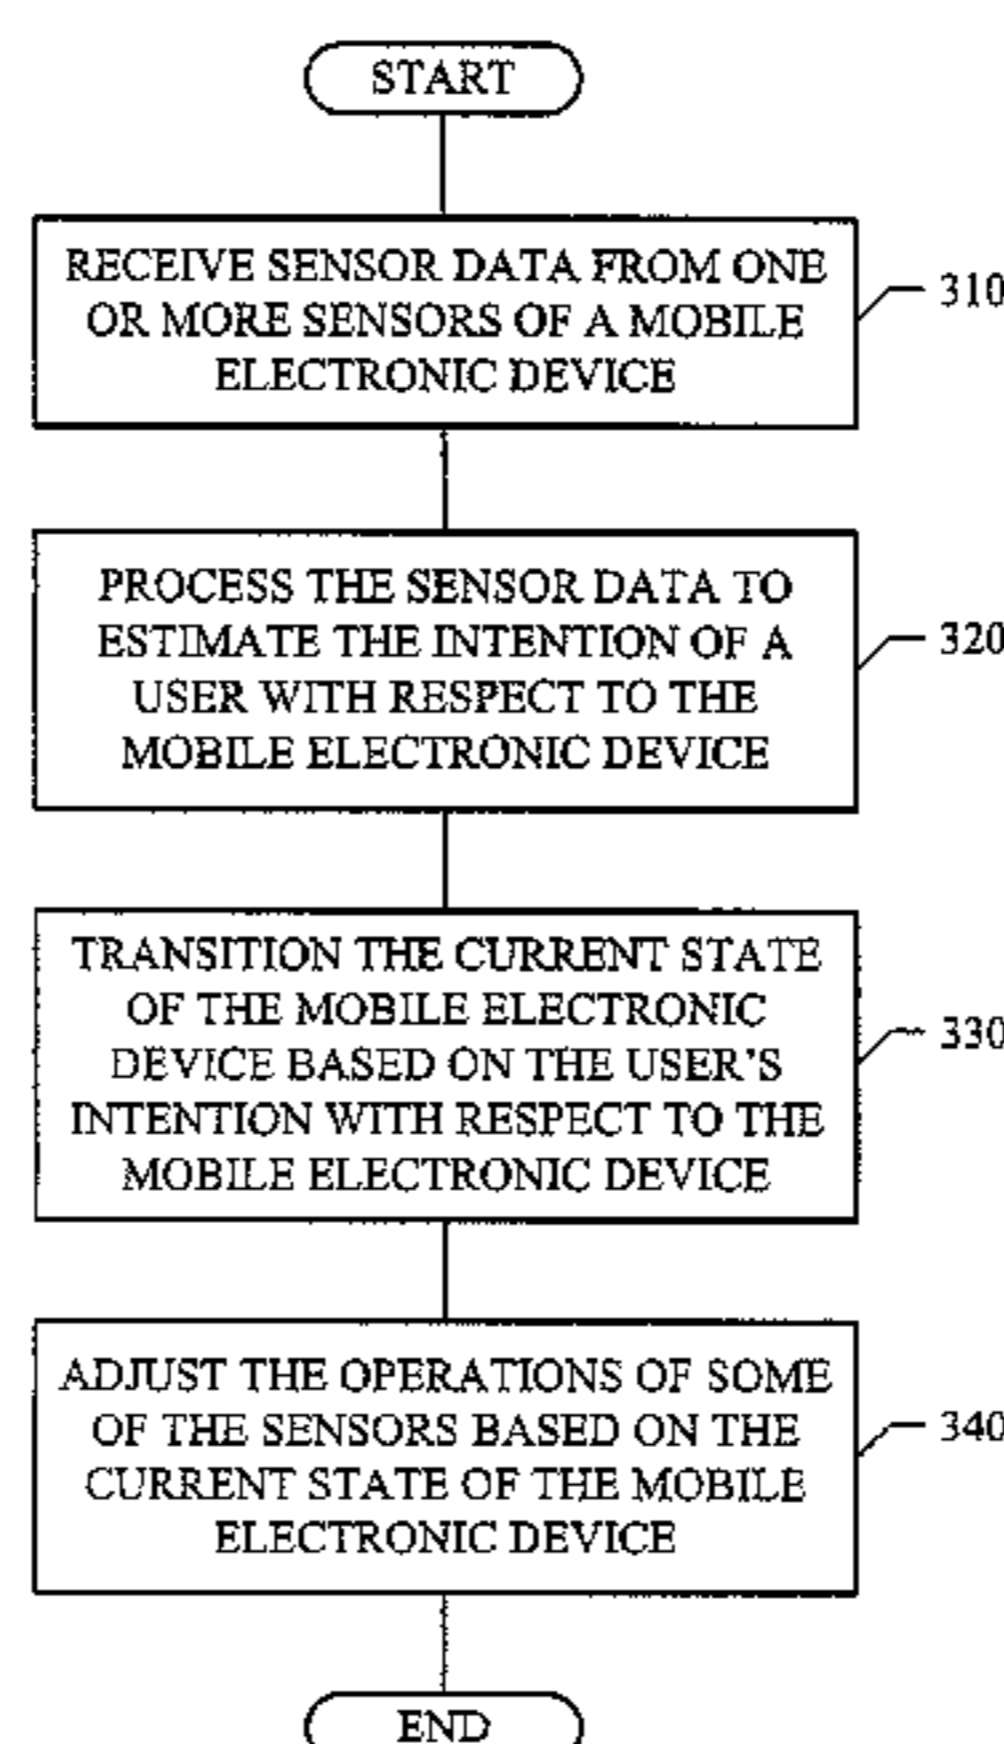 START
RECEIVE SENSOR DATA FROM ONE
OR MORE SENSORS OF A MOBILE
ELECTRONIC DEVICE
310
PROCESS THE SENSOR DATA TO
ESTIMATE THE INTENTION OF A
USER WITH RESPECT TO THE
MOBILE ELECTRONIC DEVICE
320
TRANSITION THE CURRENT STATE
OF THE MOBILE ELECTRONIC
DEVICE BASED ON THE USER'S
INTENTION WITH RESPECT TO THE
MOBILE ELECTRONIC DEVICE
330
ADJUST THE OPERATIONS OF SOME
OF THE SENSORS BASED ON THE
CURRENT STATE OF THE MOBILE
ELECTRONIC DEVICE
340
END